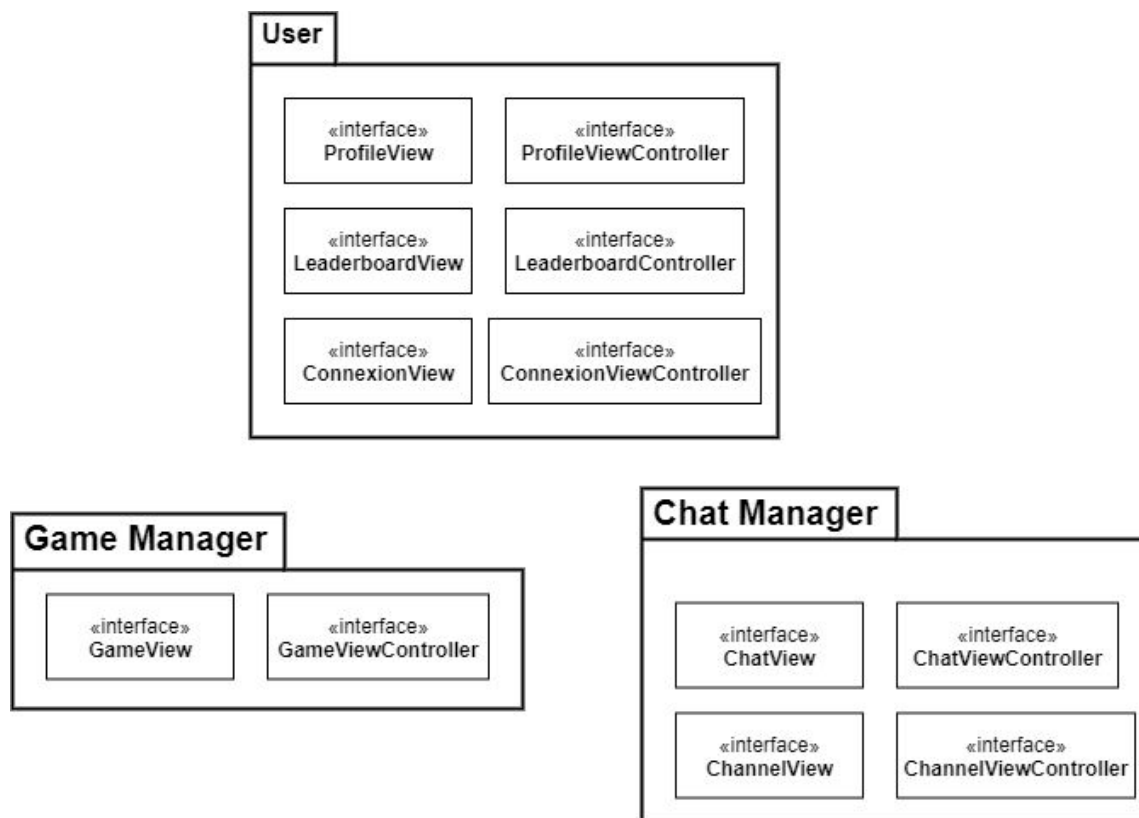 User
«interface»
ProfileView
«interface»
ProfileViewController
«interface»
LeaderboardView
«interface»
LeaderboardController
«interface»
ConnexionView
«interface»
ConnexionViewController
Game Manager
«interface»
GameView
«interface»
GameViewController
Chat Manager
«interface»
ChatView
«interface»
ChatViewController
«interface»
ChannelView
«interface»
ChannelViewController